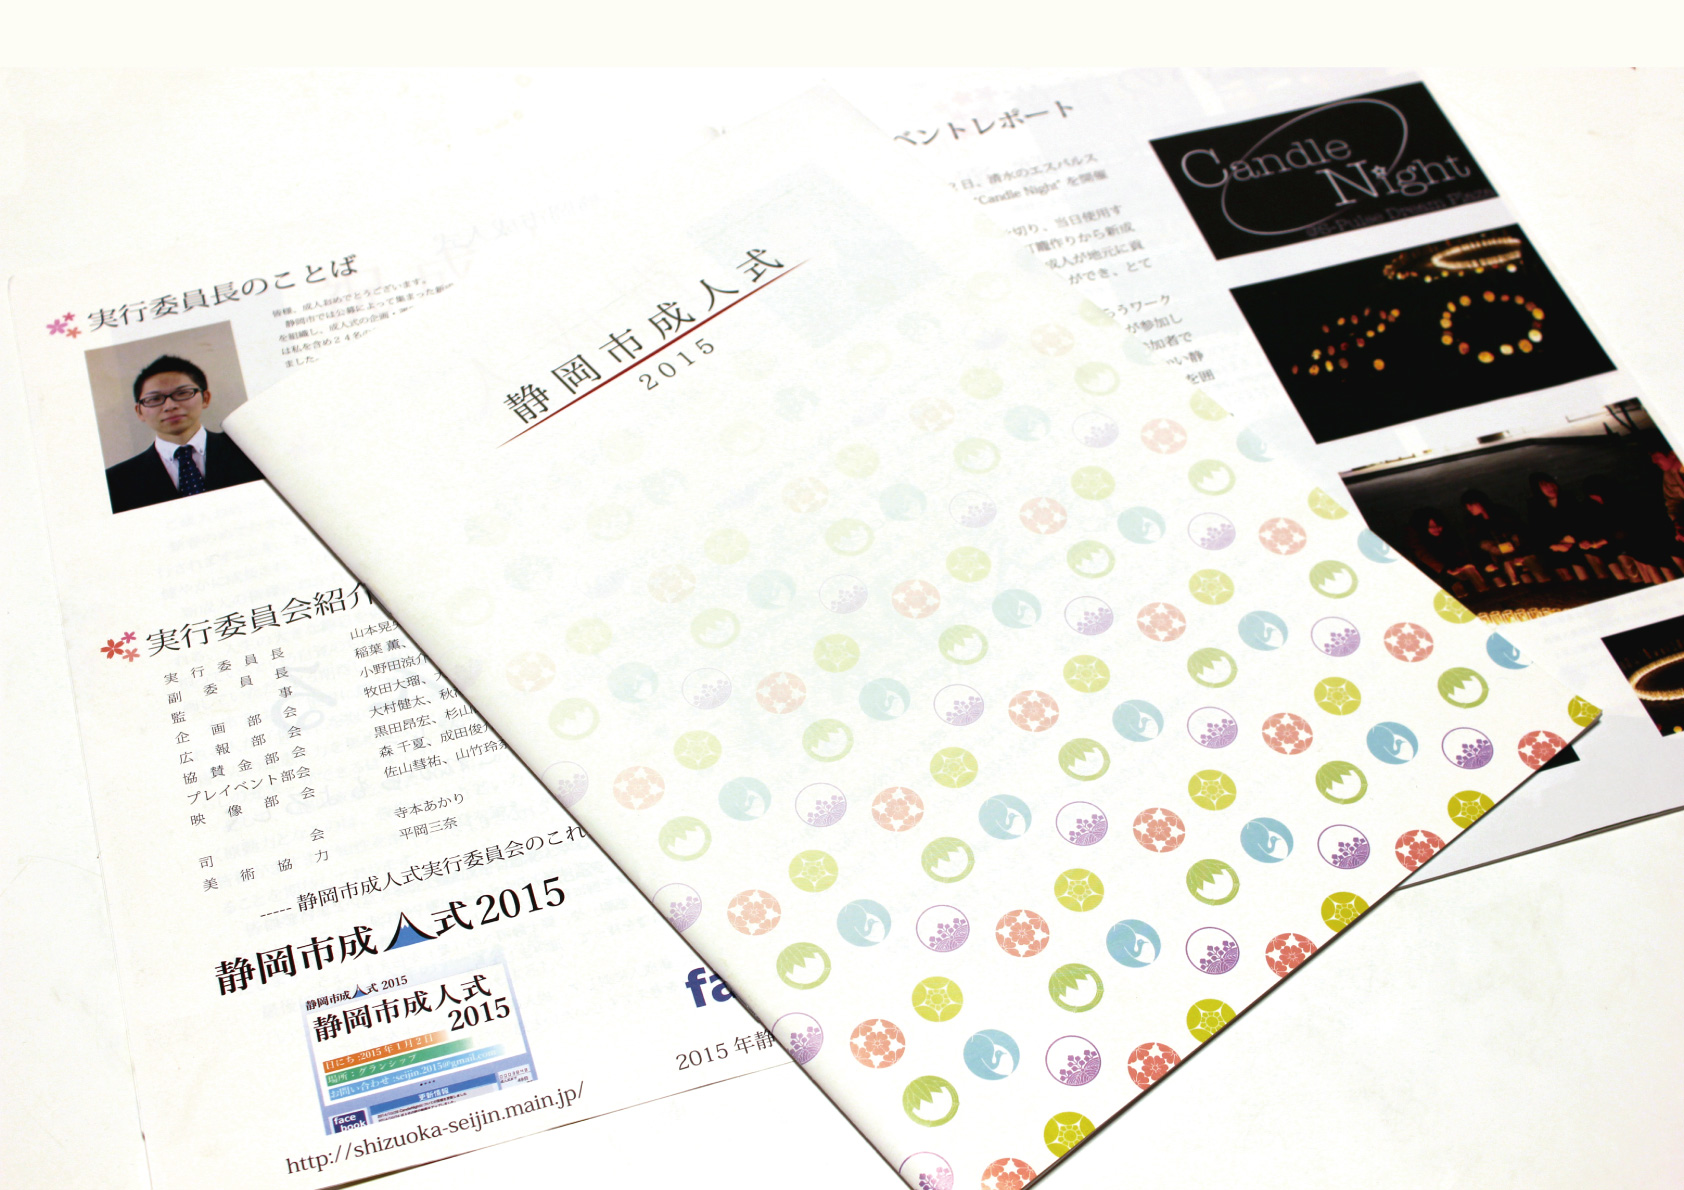 実行委員長のことば
皆様、成人おめでとうございます。
静岡市では公募によって集まった新
を組織し、成人式の企画・運
は私を含め24名
ました。
実行委員会紹介
実行委員長 山本晃
副委員長 稲葉 薫、
監事 小野田涼介
企画部会 牧田大瑠、
広報部会 大村健太、秋
協賛金部会 黒田昂宏、杉山
プレイベント部会 森 千夏、成田俊
映像部会 佐山彗祐、山竹玲奈
司会 寺本あかり
美術協力 平岡三奈
----- 静岡市成人式実行委員会のこれ
静岡市成人式2015
静岡市成人式 2015
静岡市成人式
2015
日にち:2015年1月2日
場所:グランシップ
お問い合わせ:seijin.2015@gmail.com
更新情報
face
book
http://shizuoka-seijin.main.jp/
fa
2015年静
静岡市成人式
2015
ベントレポート
2日、清水のエスパルス
"Candle Night" を開催
切り、当日使用す
籠作りから新成
成人が地元に貢
ができ、とて
らうワーク
が参加し
加者で
い静
を囲
Candle
Night
@S-Pulse Dream Plaza